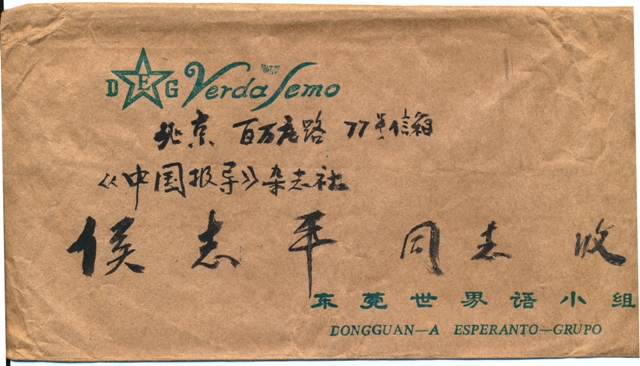 DEG Verda Semo
北京 百万庄路 77号信箱
《中国报导》杂志社
侯志平 同志 收
东莞世界语小组
DONGGUAN—A ESPERANTO—GRUPO